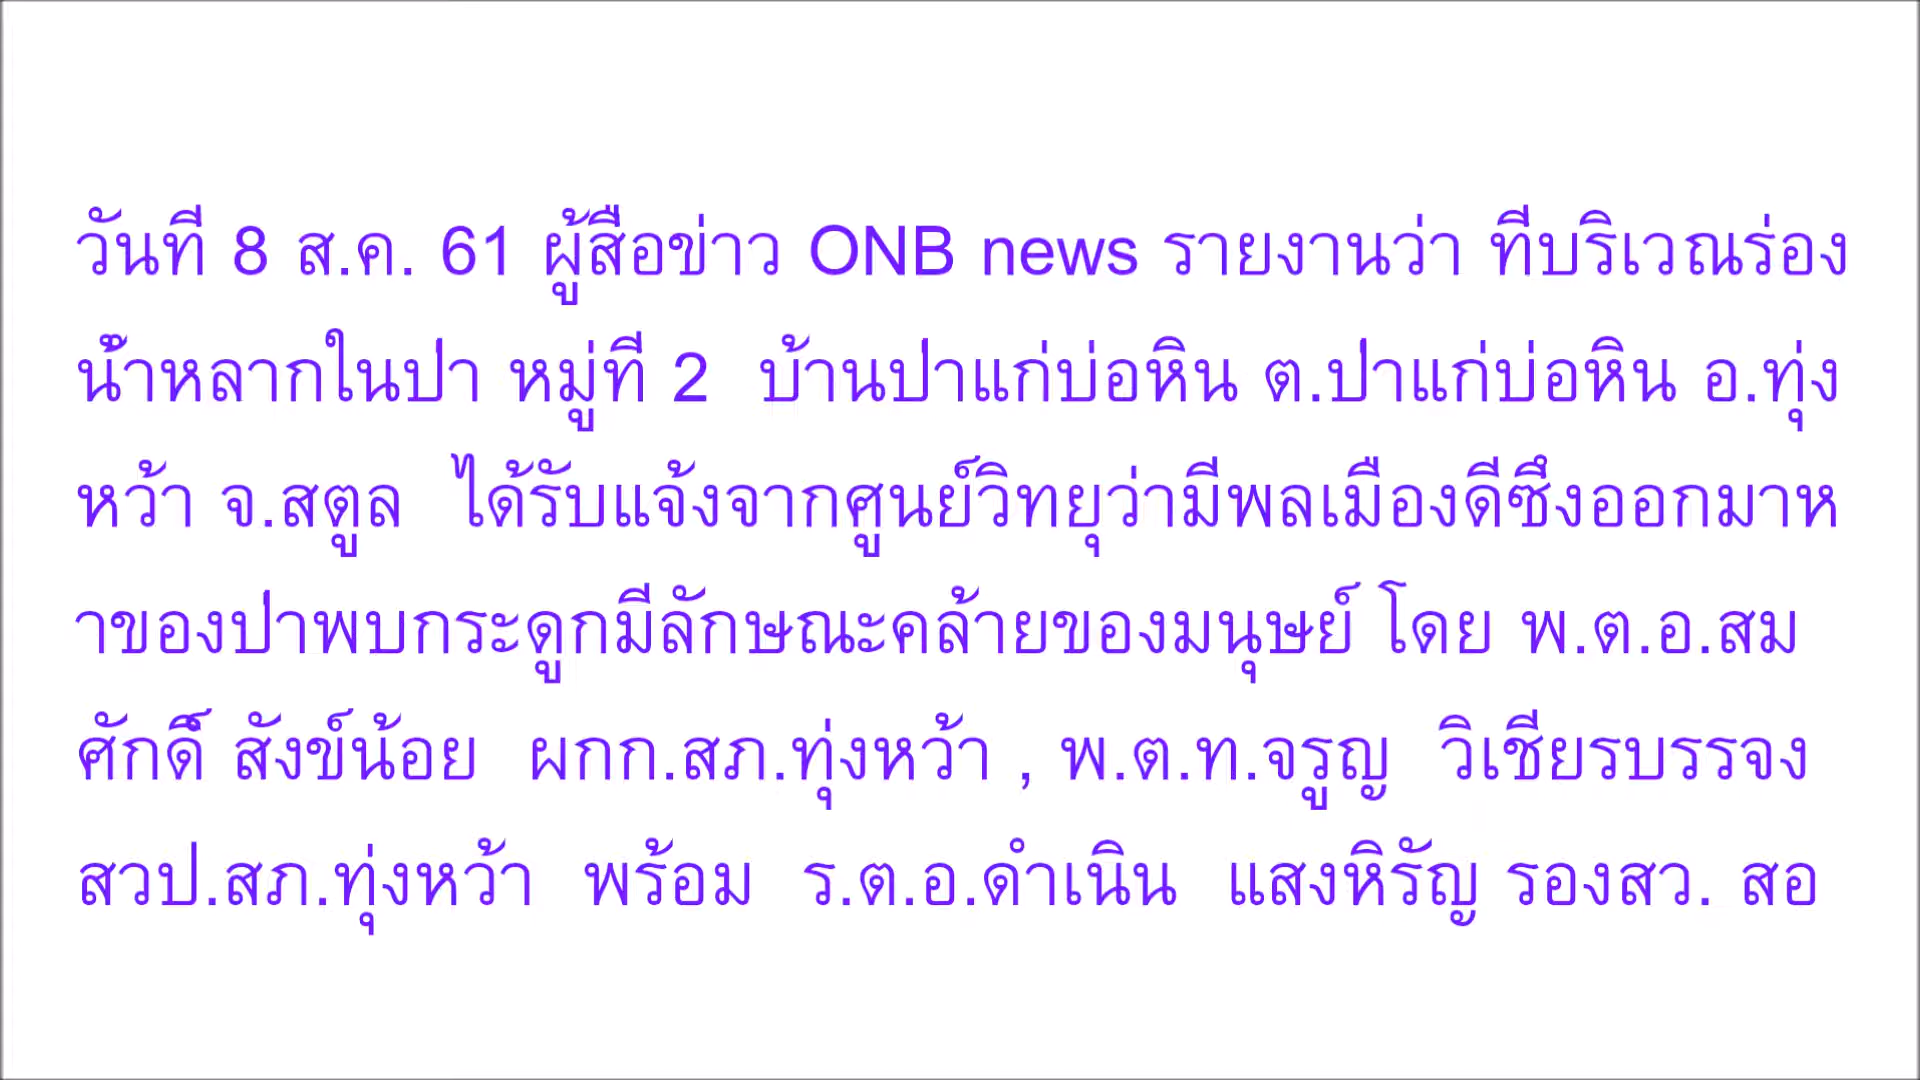 วันที่ 8 ส.ค. 61 ผู้สื่อข่าว ONB news รายงานว่า ที่บริเวณร่อง
น้ำหลากในป่า หมู่ที่ 2  บ้านป่าแก่บ่อหิน ต.ป่าแก่บ่อหิน อ.ทุ่ง
หว้า จ.สตูล  ได้รับแจ้งจากศูนย์วิทยุว่ามีพลเมืองดีซึ่งออกมาห
าของป่าพบกระดูกมีลักษณะคล้ายของมนุษย์ โดย พ.ต.อ.สม
ศักดิ์ สังข์น้อย  ผกก.สภ.ทุ่งหว้า , พ.ต.ท.จรูญ  วิเชียรบรรจง
สวป.สภ.ทุ่งหว้า  พร้อม  ร.ต.อ.ดำเนิน  แสงหิรัญ รองสว. สอ